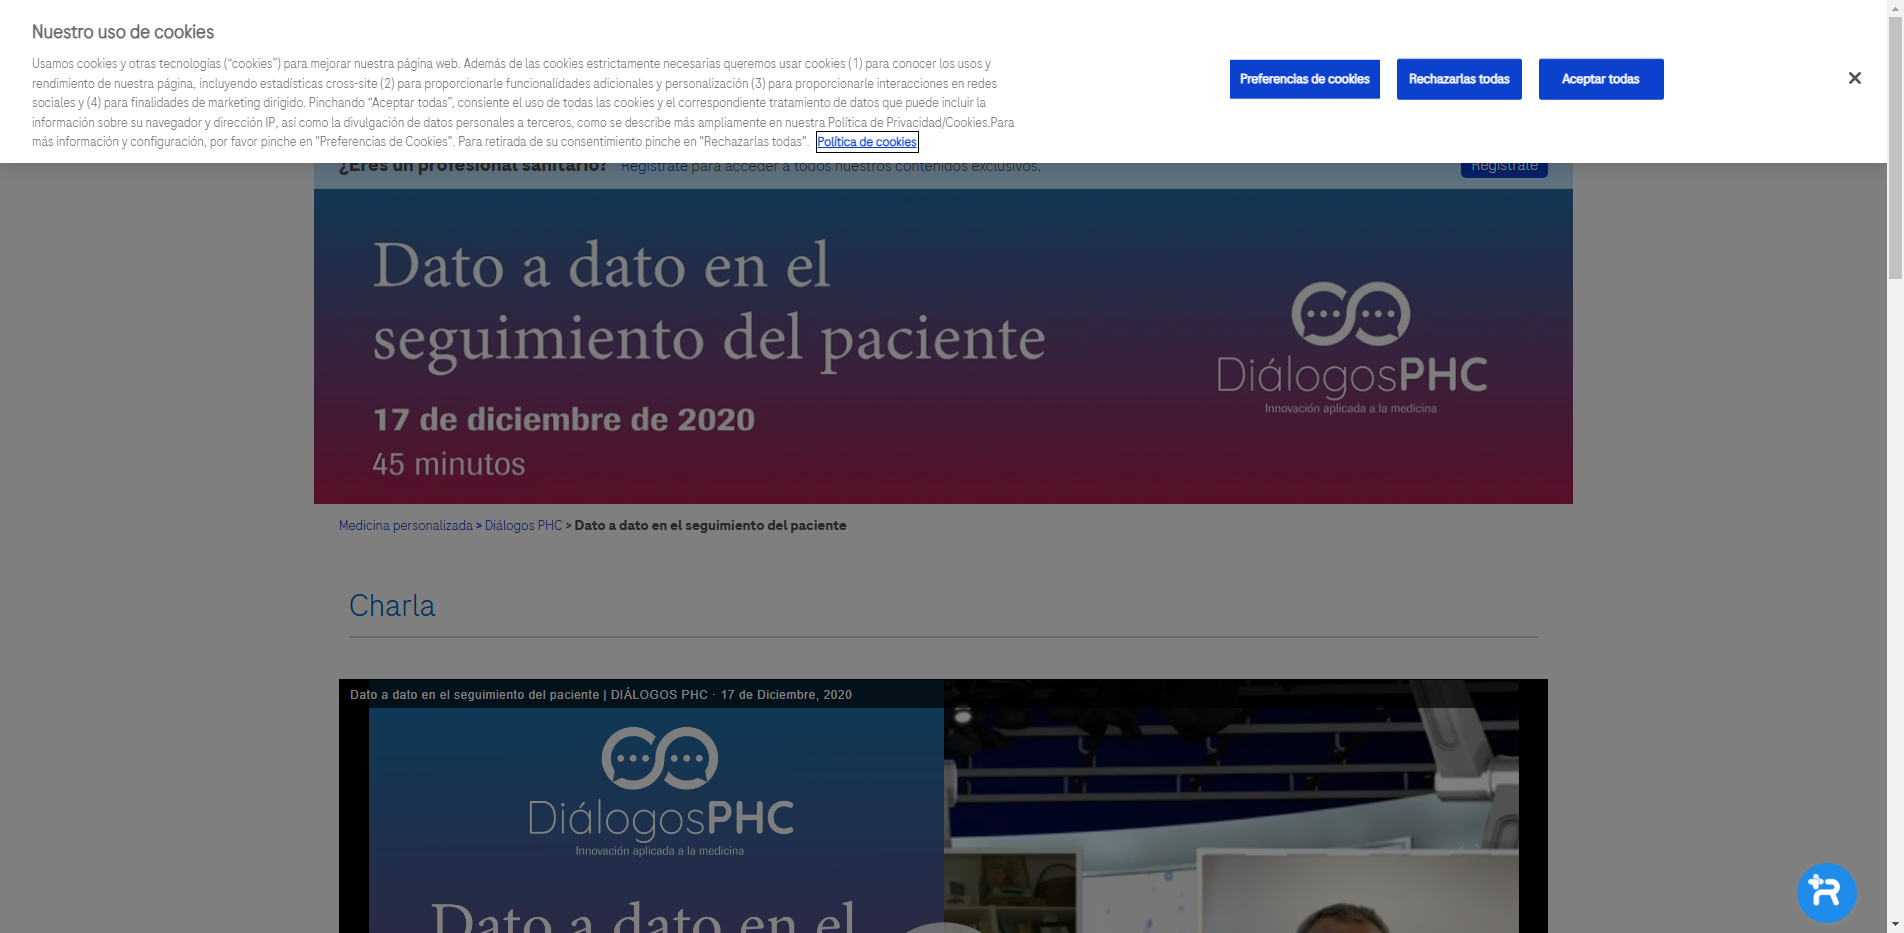 Nuestro uso de cookies
Usamos cookies y otras tecnologías (“cookies”) para mejorar nuestra página web. Además de las cookies estrictamente necesarias queremos usar cookies (1) para conocer los usos y
rendimiento de nuestra página, incluyendo estadísticas cross-site (2) para proporcionarle funcionalidades adicionales y personalización (3) para proporcionarle interacciones en redes
sociales y (4) para finalidades de marketing dirigido. Pinchando “Aceptar todas”, consiente el uso de todas las cookies y el correspondiente tratamiento de datos que puede incluir la
información sobre su navegador y dirección IP, así como la divulgación de datos personales a terceros, como se describe más ampliamente en nuestra Política de Privacidad/Cookies.Para
más información y configuración, por favor pinche en "Preferencias de Cookies". Para retirada de su consentimiento pinche en "Rechazarlas todas". Política de cookies
Preferencias de cookies
Rechazarlas todas
Aceptar todas
¿Eres un profesional sanitario? Regístrate para acceder a todos nuestros contenidos exclusivos.
Regístrate
Dato a dato en el
seguimiento del paciente
17 de diciembre de 2020
45 minutos
DiálogosPHC
Innovación aplicada a la medicina
Medicina personalizada > Diálogos PHC > Dato a dato en el seguimiento del paciente
Charla
Dato a dato en el seguimiento del paciente | DIÁLOGOS PHC · 17 de Diciembre, 2020
DiálogosPHC
Innovación aplicada a la medicina
Dato a dato en el